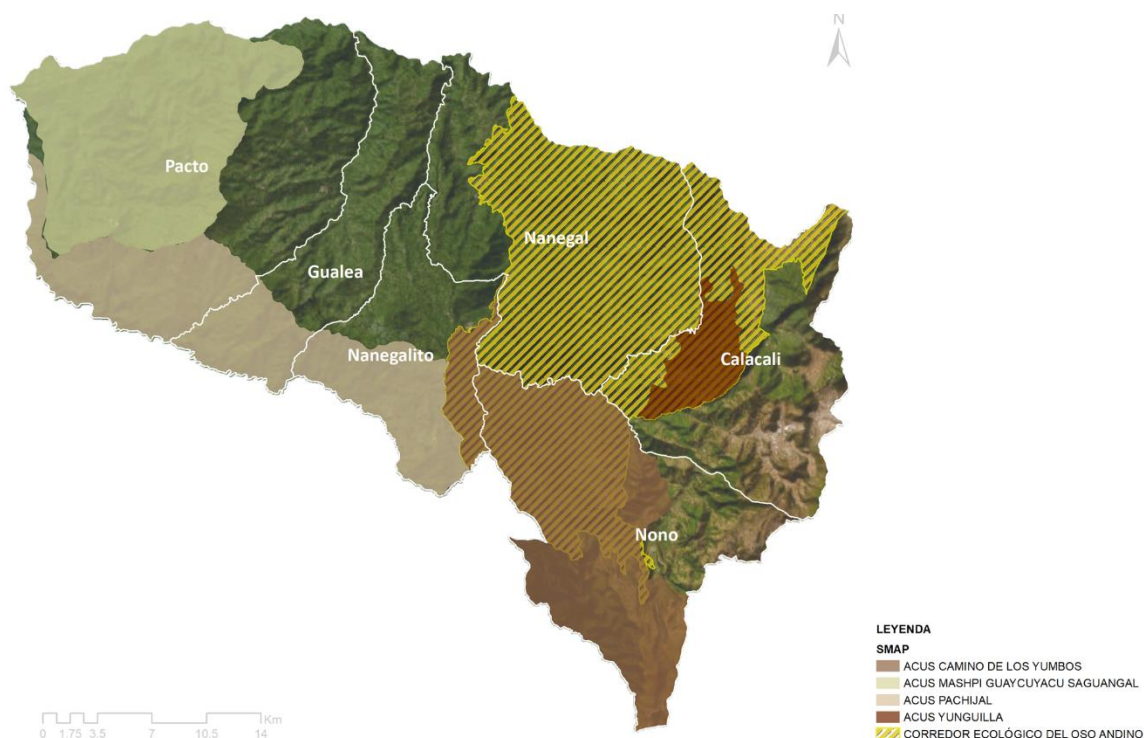 N
Pacto
Nanegal
Gualea
Nanegalito
Calacali
Nono
LEYENDA
SMAP
ACUS CAMINO DE LOS YUMBOS
ACUS MASHPI GUAYCUYACU SAGUANGAL
ACUS PACHIJAL
ACUS YUNGUILLA
CORREDOR ECOLÓGICO DEL OSO ANDINO
Km
0 1.75 3.5 7 10.5 14